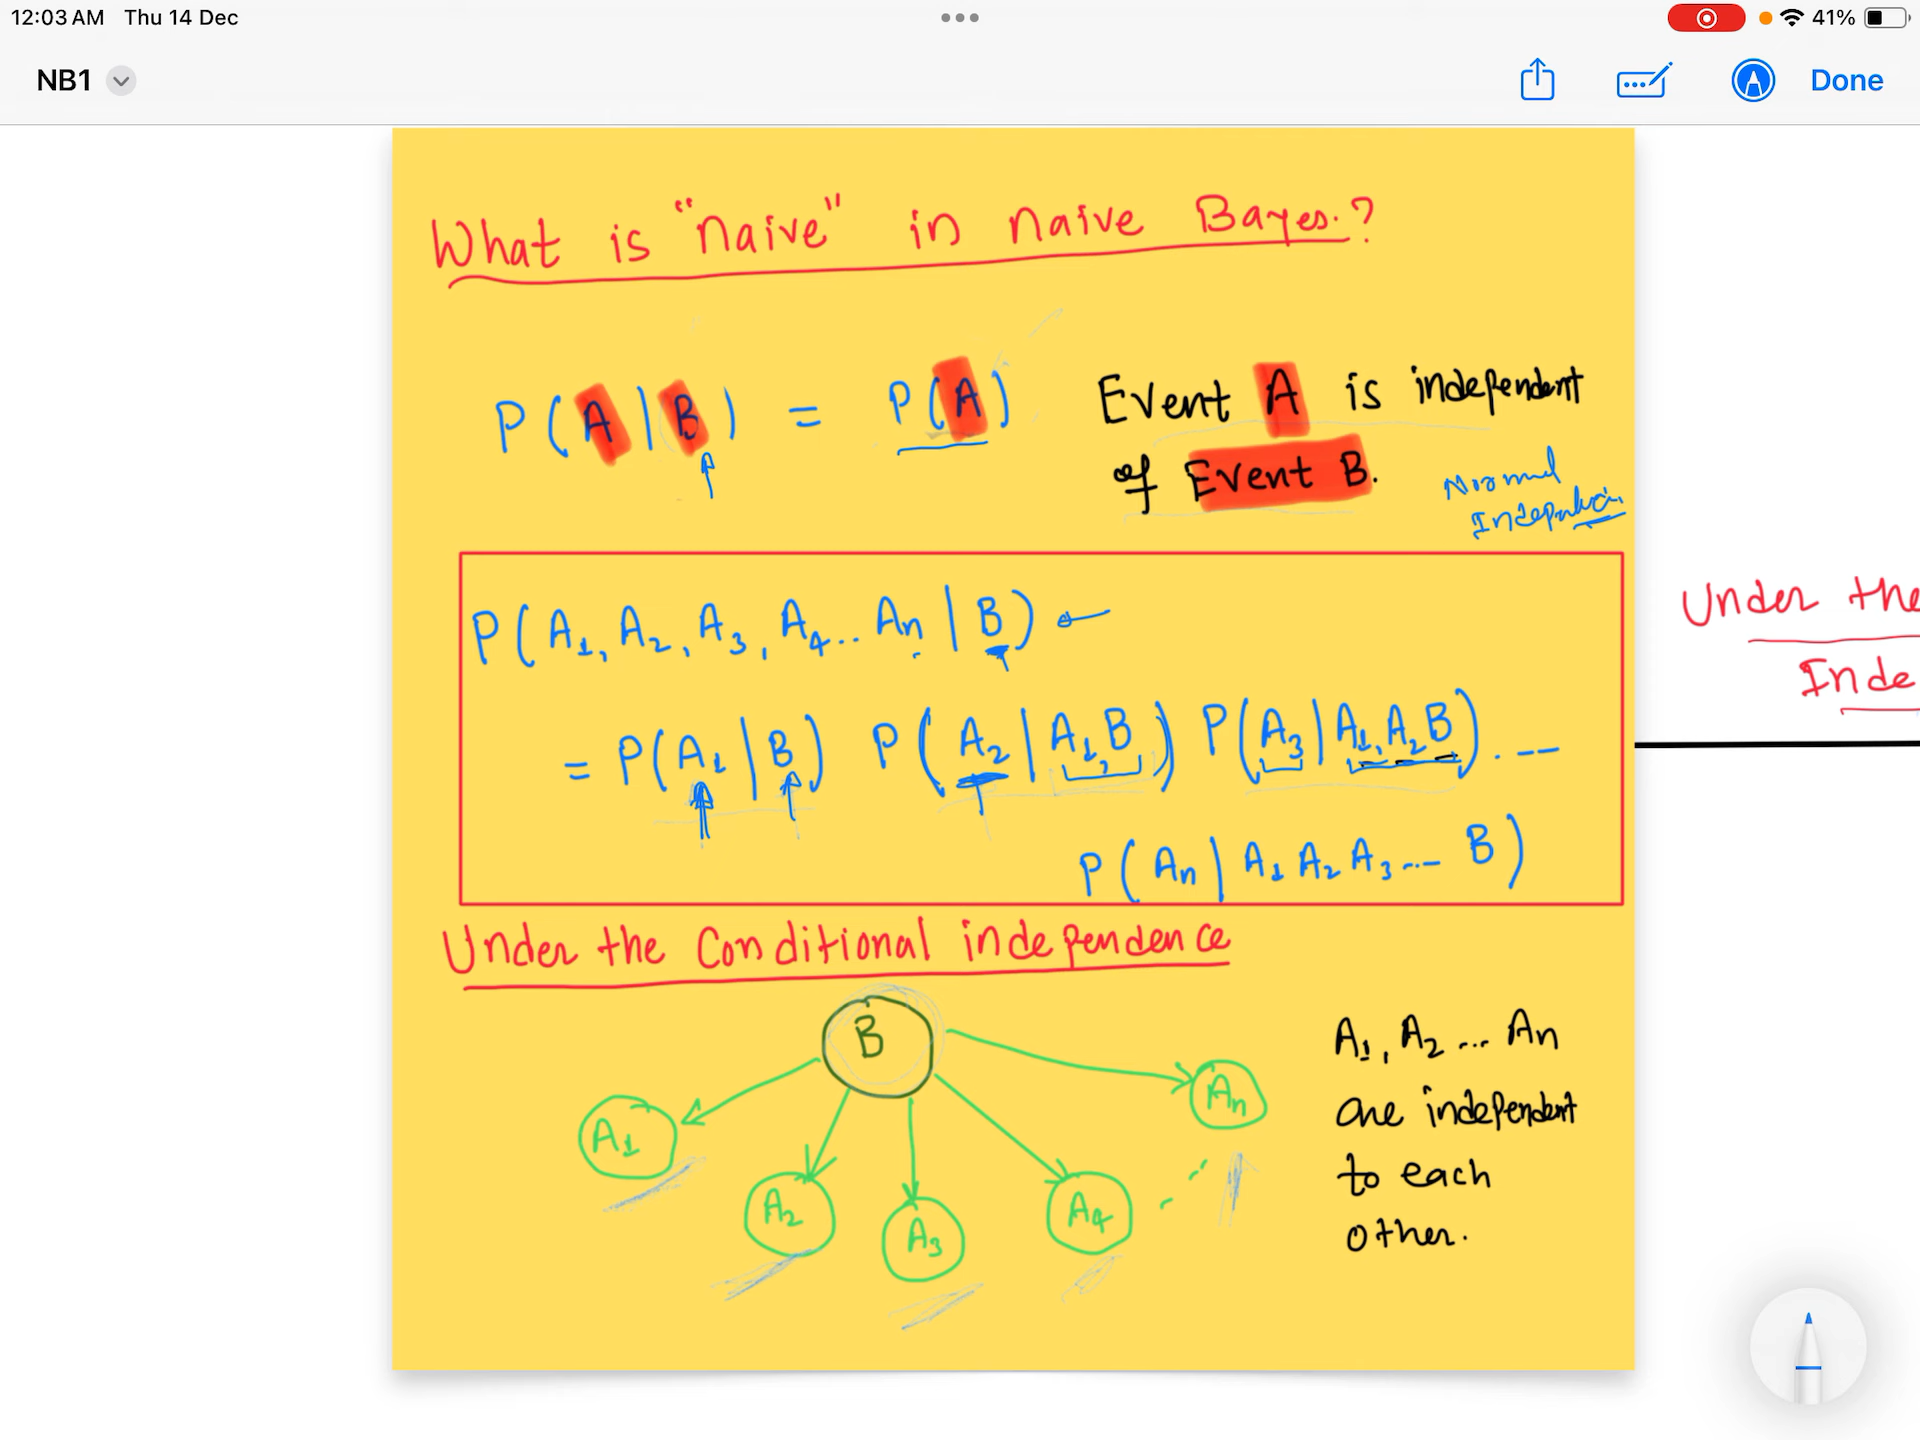 12:03 AM Thu 14 Dec
41%
NB1
Done
What is "naive" in naive Bayes.?
P(A|B) = P(A)
Event A is independent
of Event B.
Normal
P(A1, A2, A3, A4.. An | B)
= P(A1 | B) P(A2 | A1, B) P(A3 | A1, A2 B) . ---
P(An | A1 A2 A3 ... B)
Under the
Inde
Under the Conditional independence
B
A1
A2
A3
A4
An
A1, A2 ... An
are independent
to each
other.